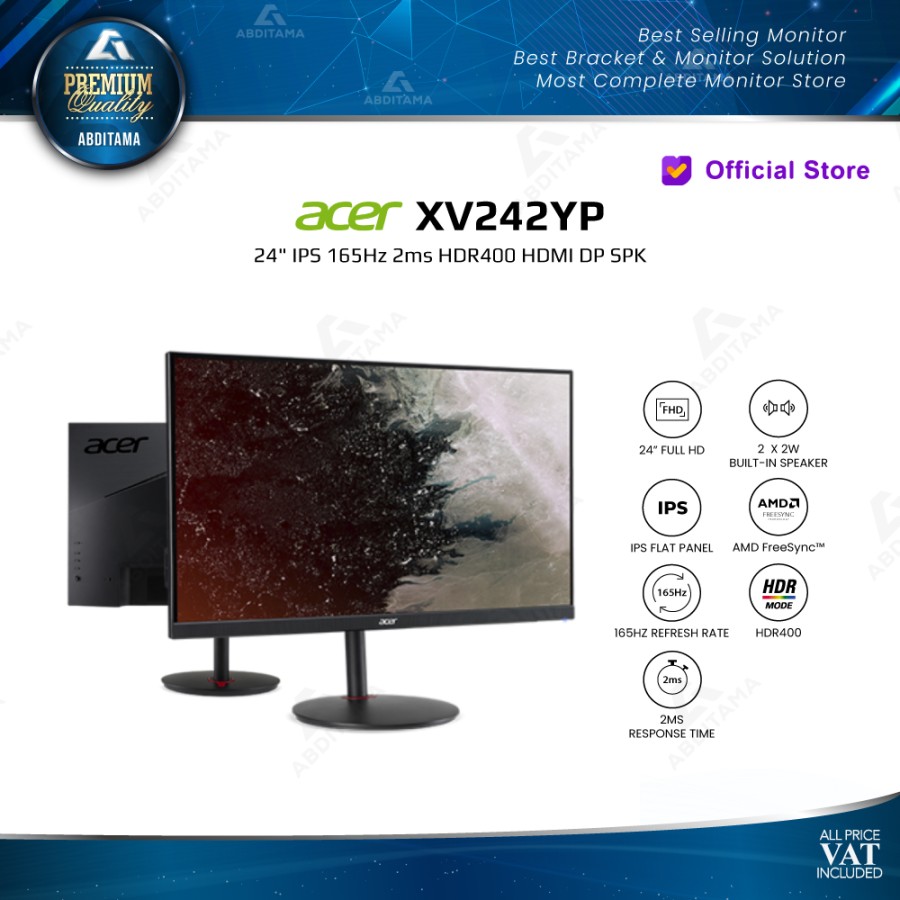 ABDITAMA
PREMIUM
Quality
ABDITAMA
ABDITAMA
Best Selling Monitor
Best Bracket & Monitor Solution
Most Complete Monitor Store
Official Store
acer XV242YP
24" IPS 165Hz 2ms HDR400 HDMI DP SPK
acer
acer
FHD
24” FULL HD
2 X 2W
BUILT-IN SPEAKER
IPS
IPS FLAT PANEL
AMD
FREESYNC
AMD FreeSync™
165Hz
165HZ REFRESH RATE
HDR
MODE
HDR400
2ms
2MS
RESPONSE TIME
ALL PRICE
VAT
INCLUDED